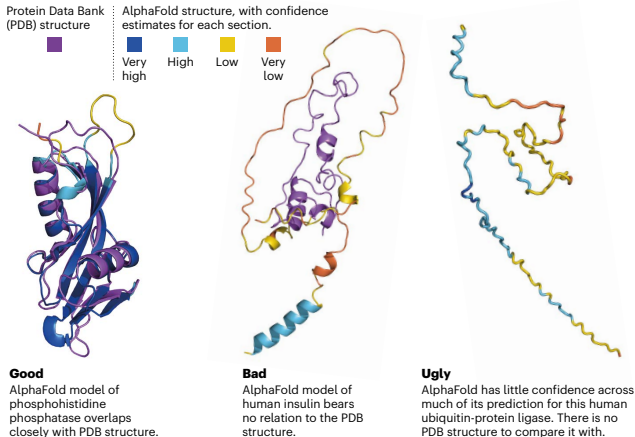 Protein Data Bank
(PDB) structure
AlphaFold structure, with confidence
estimates for each section.
Very
high
High
Low
Very
low
Good
AlphaFold model of
phosphohistidine
phosphatase overlaps
closely with PDB structure.
Bad
AlphaFold model of
human insulin bears
no relation to the PDB
structure.
Ugly
AlphaFold has little confidence across
much of its prediction for this human
ubiquitin-protein ligase. There is no
PDB structure to compare it with.